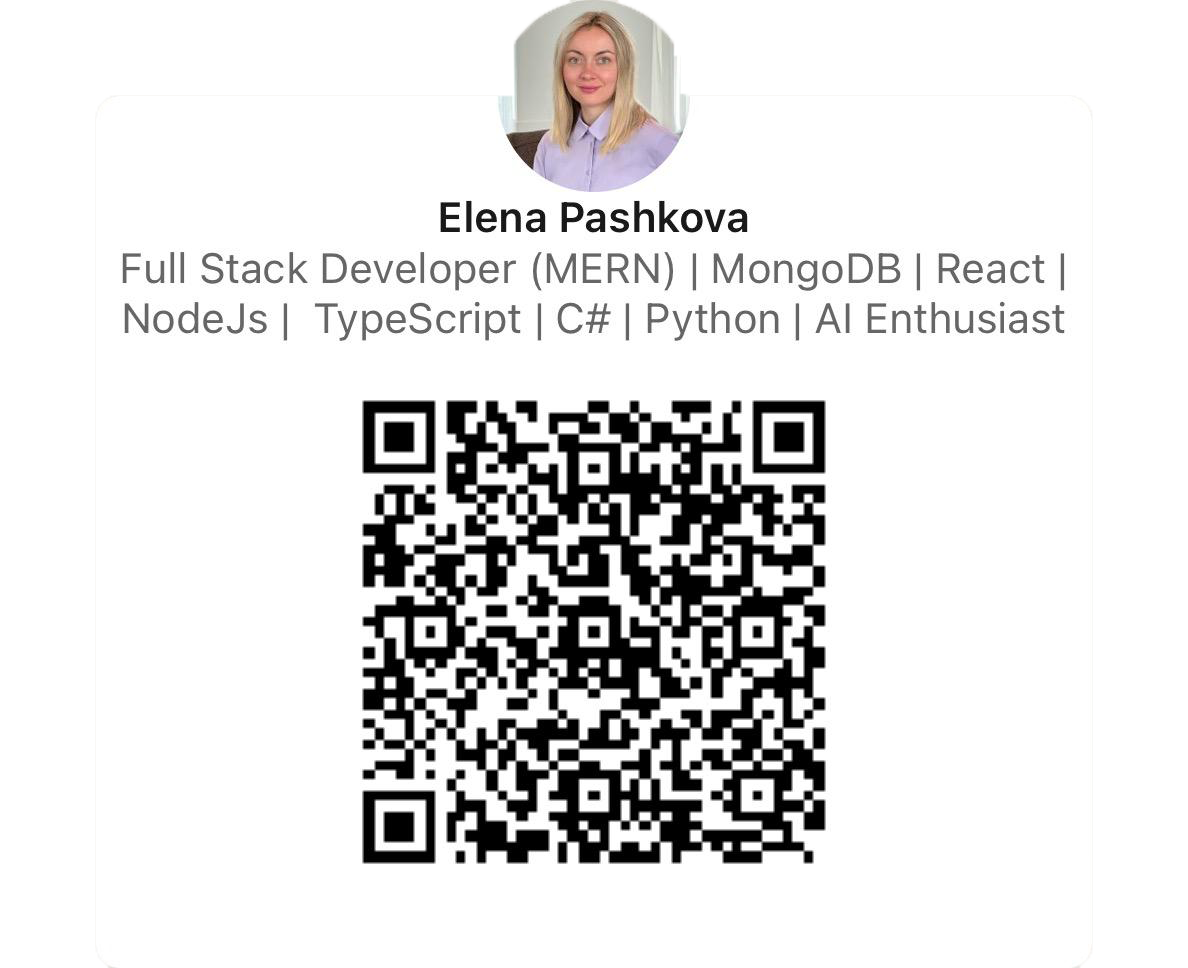 Elena Pashkova
Full Stack Developer (MERN) | MongoDB | React |
NodeJs |  TypeScript | C# | Python | AI Enthusiast